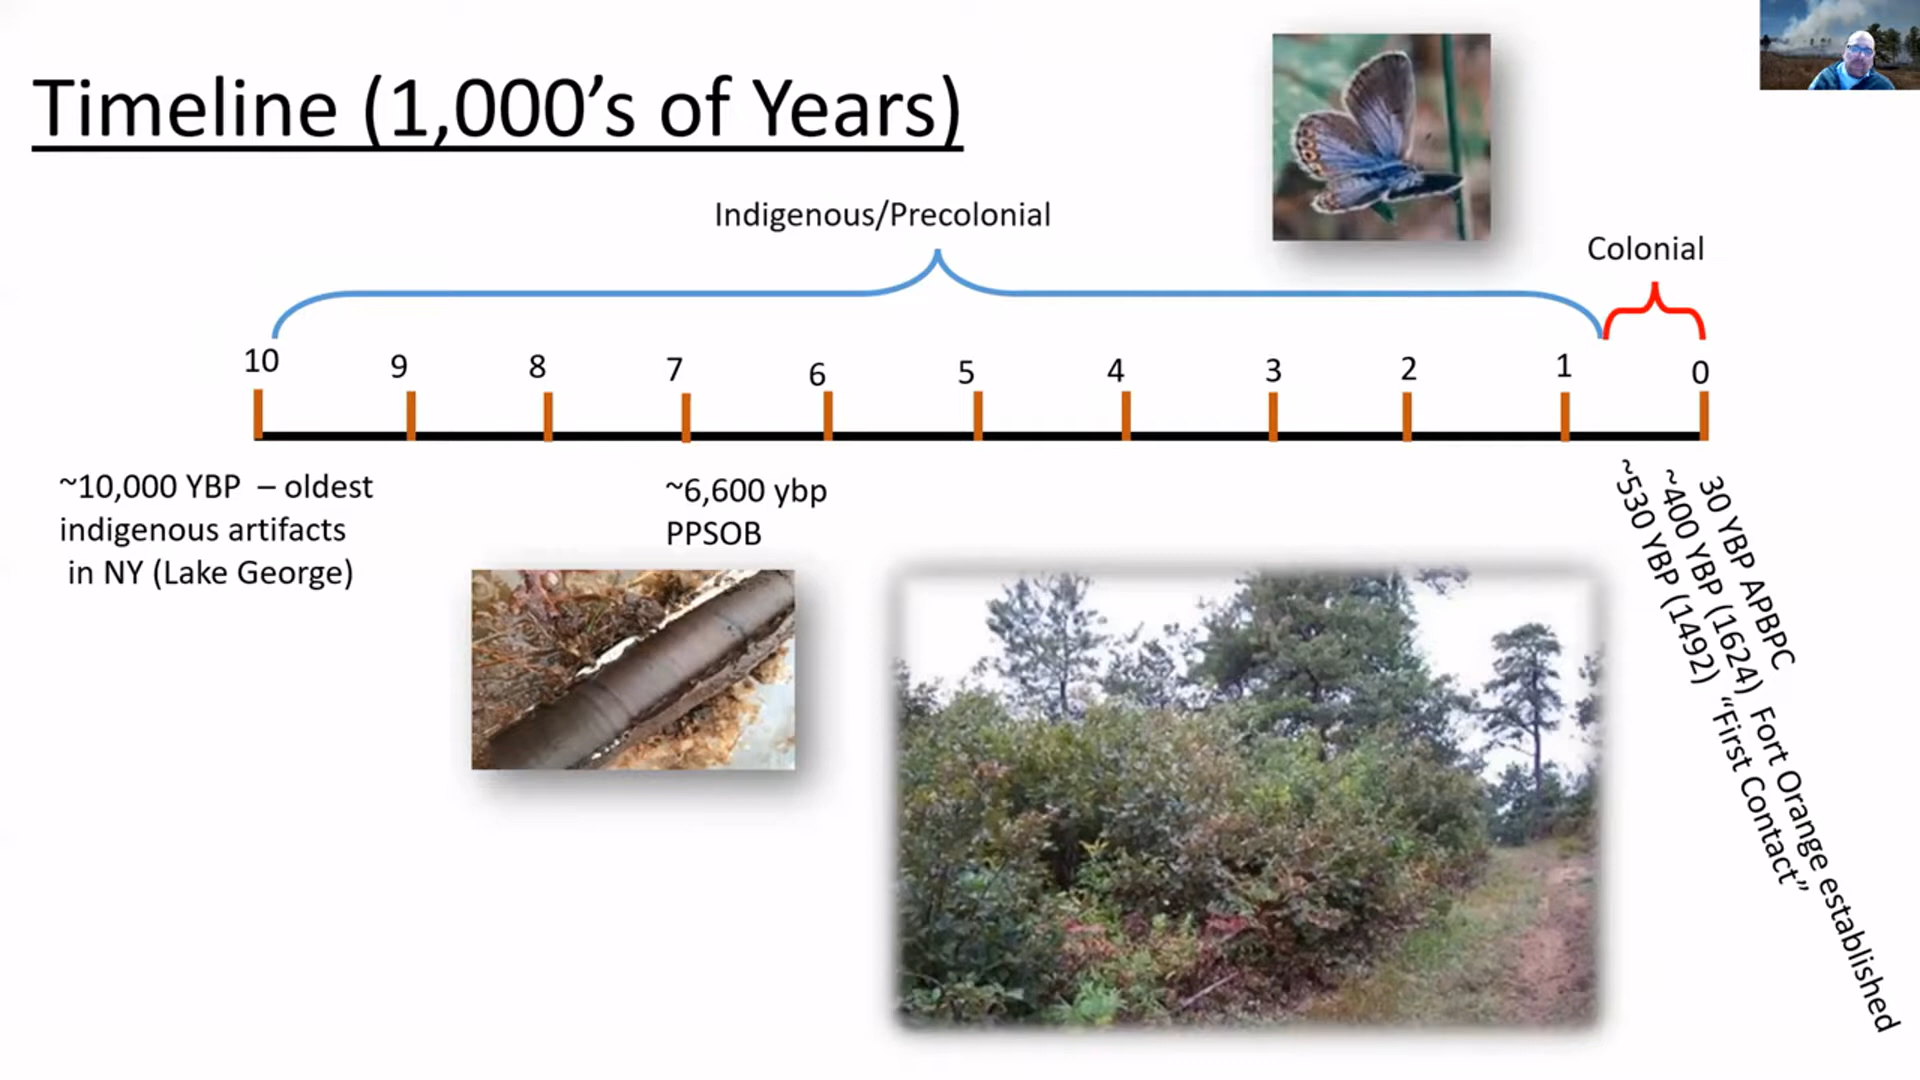 Timeline (1,000’s of Years)
Indigenous/Precolonial
Colonial
10 9 8 7 6 5 4 3 2 1 0
~10,000 YBP – oldest
indigenous artifacts
in NY (Lake George)
~6,600 ybp
PPSOB
~530 YBP (1492) “First Contact”
~400 YBP (1624) Fort Orange established
30 YBP APBPC